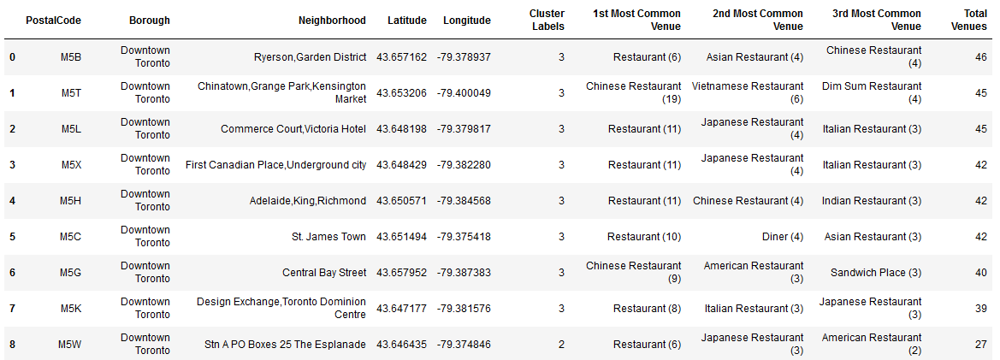 PostalCode Borough Neighborhood Latitude Longitude Cluster Labels 1st Most Common Venue 2nd Most Common Venue 3rd Most Common Venue Total Venues
0 M5B Downtown Toronto Ryerson,Garden District 43.657162 -79.378937 3 Restaurant (6) Asian Restaurant (4) Chinese Restaurant (4) 46
1 M5T Downtown Toronto Chinatown,Grange Park,Kensington Market 43.653206 -79.400049 3 Chinese Restaurant (19) Vietnamese Restaurant (6) Dim Sum Restaurant (4) 45
2 M5L Downtown Toronto Commerce Court,Victoria Hotel 43.648198 -79.379817 3 Restaurant (11) Japanese Restaurant (4) Italian Restaurant (3) 45
3 M5X Downtown Toronto First Canadian Place,Underground city 43.648429 -79.382280 3 Restaurant (11) Japanese Restaurant (4) Italian Restaurant (3) 42
4 M5H Downtown Toronto Adelaide,King,Richmond 43.650571 -79.384568 3 Restaurant (11) Chinese Restaurant (4) Indian Restaurant (3) 42
5 M5C Downtown Toronto St. James Town 43.651494 -79.375418 3 Restaurant (10) Diner (4) Asian Restaurant (3) 42
6 M5G Downtown Toronto Central Bay Street 43.657952 -79.387383 3 Chinese Restaurant (9) American Restaurant (3) Sandwich Place (3) 40
7 M5K Downtown Toronto Design Exchange,Toronto Dominion Centre 43.647177 -79.381576 3 Restaurant (8) Italian Restaurant (3) Japanese Restaurant (3) 39
8 M5W Downtown Toronto Stn A PO Boxes 25 The Esplanade 43.646435 -79.374846 2 Restaurant (6) Japanese Restaurant (3) American Restaurant (2) 27